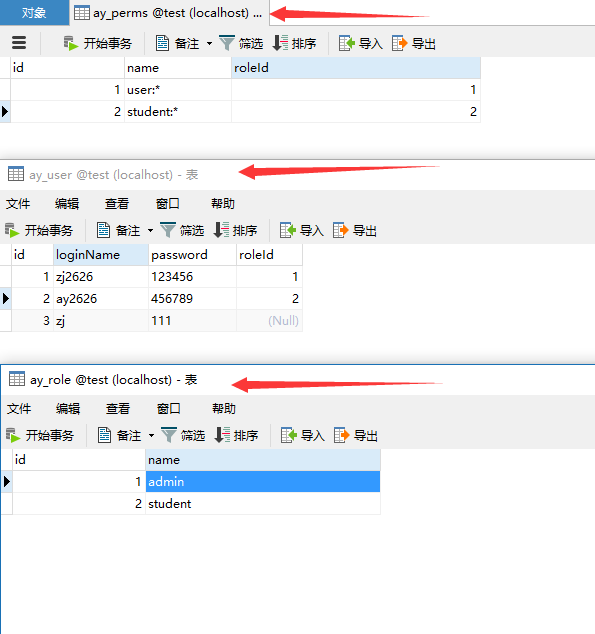 对象 ay_perms @test (localhost) ...
开始事务 备注 筛选 排序 导入 导出
id name roleId
1 user:* 1
2 student:* 2
ay_user @test (localhost) - 表
文件 编辑 查看 窗口 帮助
开始事务 备注 筛选 排序 导入 导出
id loginName password roleId
1 zj2626 123456 1
2 ay2626 456789 2
3 zj 111 (Null)
ay_role @test (localhost) - 表
文件 编辑 查看 窗口 帮助
开始事务 备注 筛选 排序 导入 导出
id name
1 admin
2 student